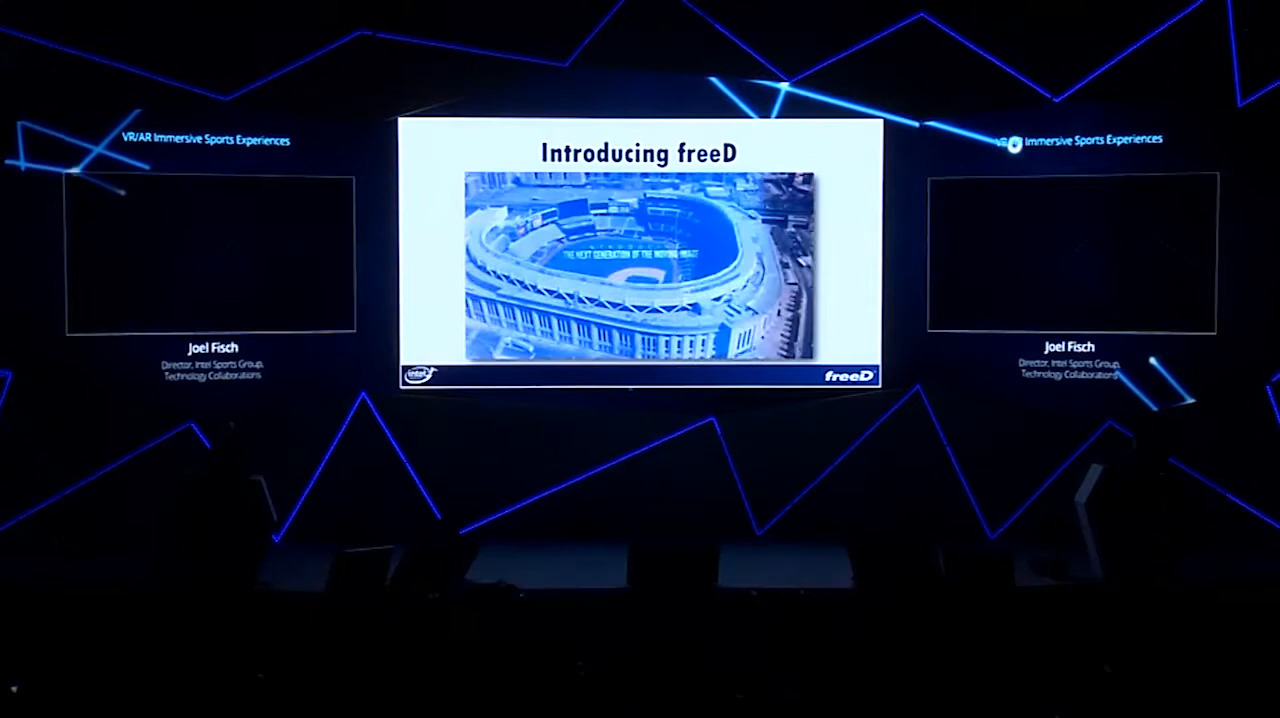 VR/AR Immersive Sports Experiences
Joel Fisch
Director, Intel Sports Group,
Technology Collaborations
Introducing freeD
THE NEXT GENERATION OF THE MOVING IMAGE
intel
freeD
Immersive Sports Experiences
Joel Fisch
Director, Intel Sports Group,
Technology Collaborations